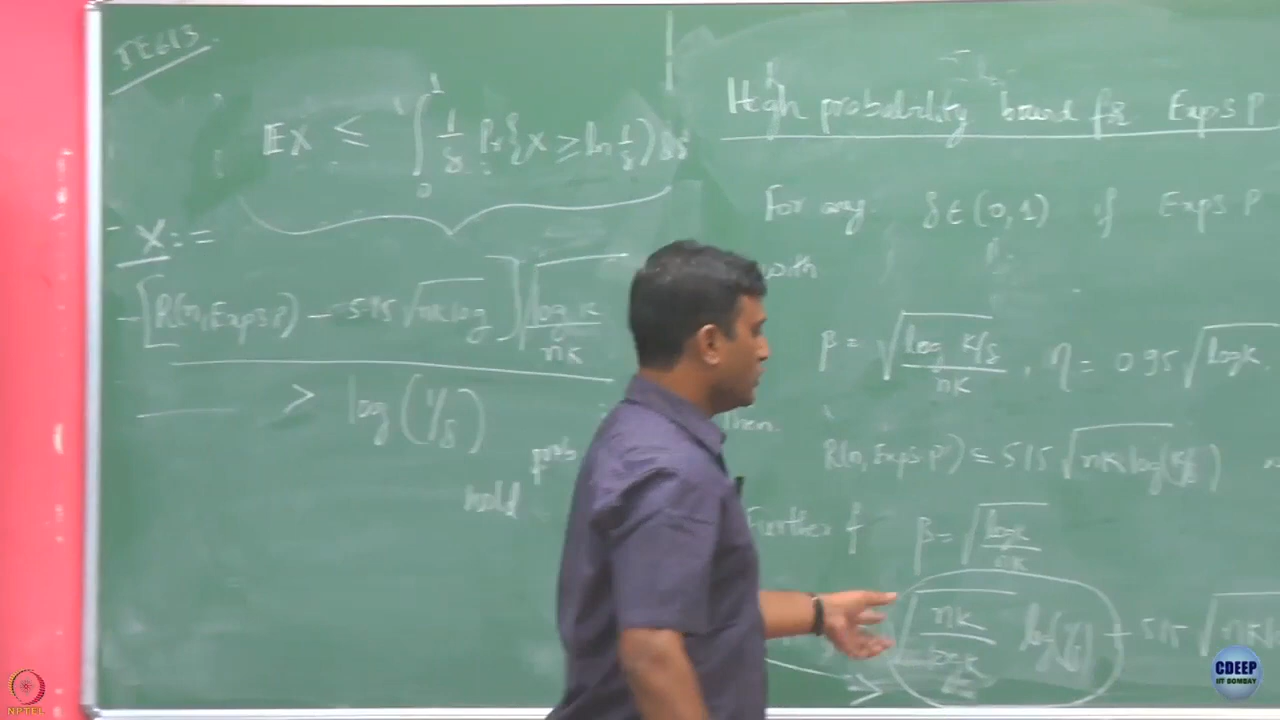 IE613
EX ≤ ∫₀¹ 1/δ Pr{X ≥ ln 1/δ) dδ
X :=
[R(n, Exp3.P) - 5.15 √nK log ] √(log K / nK)
> log(1/δ)
prob
hold
High probability bound for Exp3.P
For any δ ∈ (0,1) if Exp3.P
with
β = √(log K/δ / nK) , η = 0.95 √log K
Then
R(n, Exp3.P) ≤ 5.15 √nK log(K/δ)
Further if β = √(log K / nK)
√(nK / log K) log(1/δ) + 5.15 √nK
NPTEL
CDEEP
IIT BOMBAY